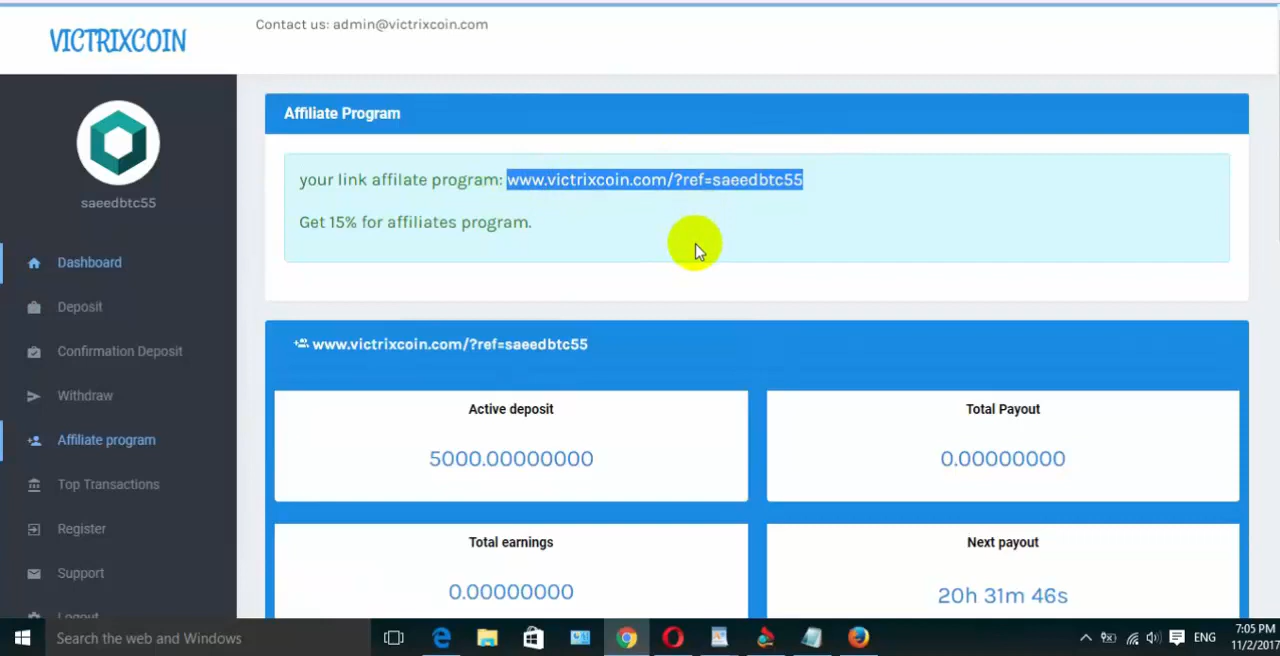 VICTRIXCOIN
Contact us: admin@victrixcoin.com
saeedbtc55
Dashboard
Deposit
Confirmation Deposit
Withdraw
Affiliate program
Top Transactions
Register
Support
Logout
Affiliate Program
your link affilate program: www.victrixcoin.com/?ref=saeedbtc55
Get 15% for affiliates program.
www.victrixcoin.com/?ref=saeedbtc55
Active deposit
5000.00000000
Total Payout
0.00000000
Total earnings
0.00000000
Next payout
20h 31m 46s
Search the web and Windows
ENG
7:05 PM
11/2/2017